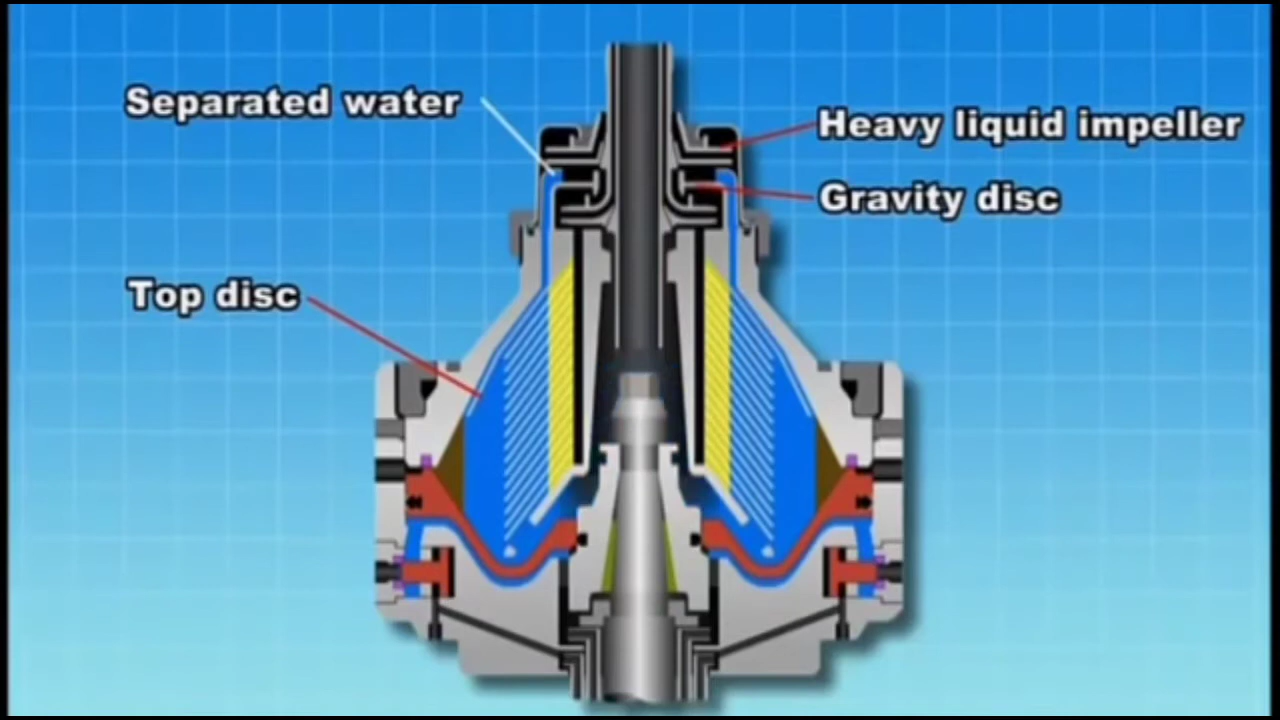 Separated water
Heavy liquid impeller
Gravity disc
Top disc